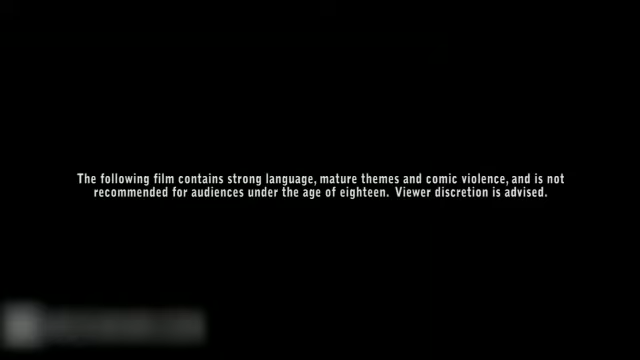 The following film contains strong language, mature themes and comic violence, and is not
recommended for audiences under the age of eighteen. Viewer discretion is advised.